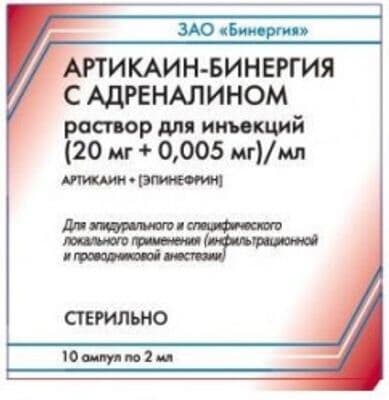 ЗАО «Бинергия»
АРТИКАИН-БИНЕРГИЯ
С АДРЕНАЛИНОМ
раствор для инъекций
(20 мг + 0,005 мг)/мл
АРТИКАИН + [ЭПИНЕФРИН]
Для эпидурального и специфического
локального применения (инфильтрационной
и проводниковой анестезии)
СТЕРИЛЬНО
10 ампул по 2 мл